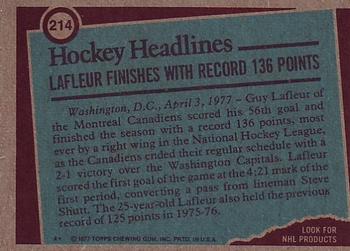 214
Hockey Headlines
LAFLEUR FINISHES WITH RECORD 136 POINTS
Washington, D.C., April 3, 1977 – Guy Lafleur of
the Montreal Canadiens scored his 56th goal and
finished the season with a record 136 points, most
ever by a right wing in the National Hockey League,
as the Canadiens ended their regular schedule with a
2-1 victory over the Washington Capitals. Lafleur
scored the first goal of the game at the 4:21 mark of the
first period, converting a pass from lineman Steve
Shutt. The 25-year-old Lafleur also held the previous
record of 125 points in 1975-76.
LOOK FOR
NHL PRODUCTS
A* © 1977 TOPPS CHEWING GUM, INC. PRTD. IN U.S.A.